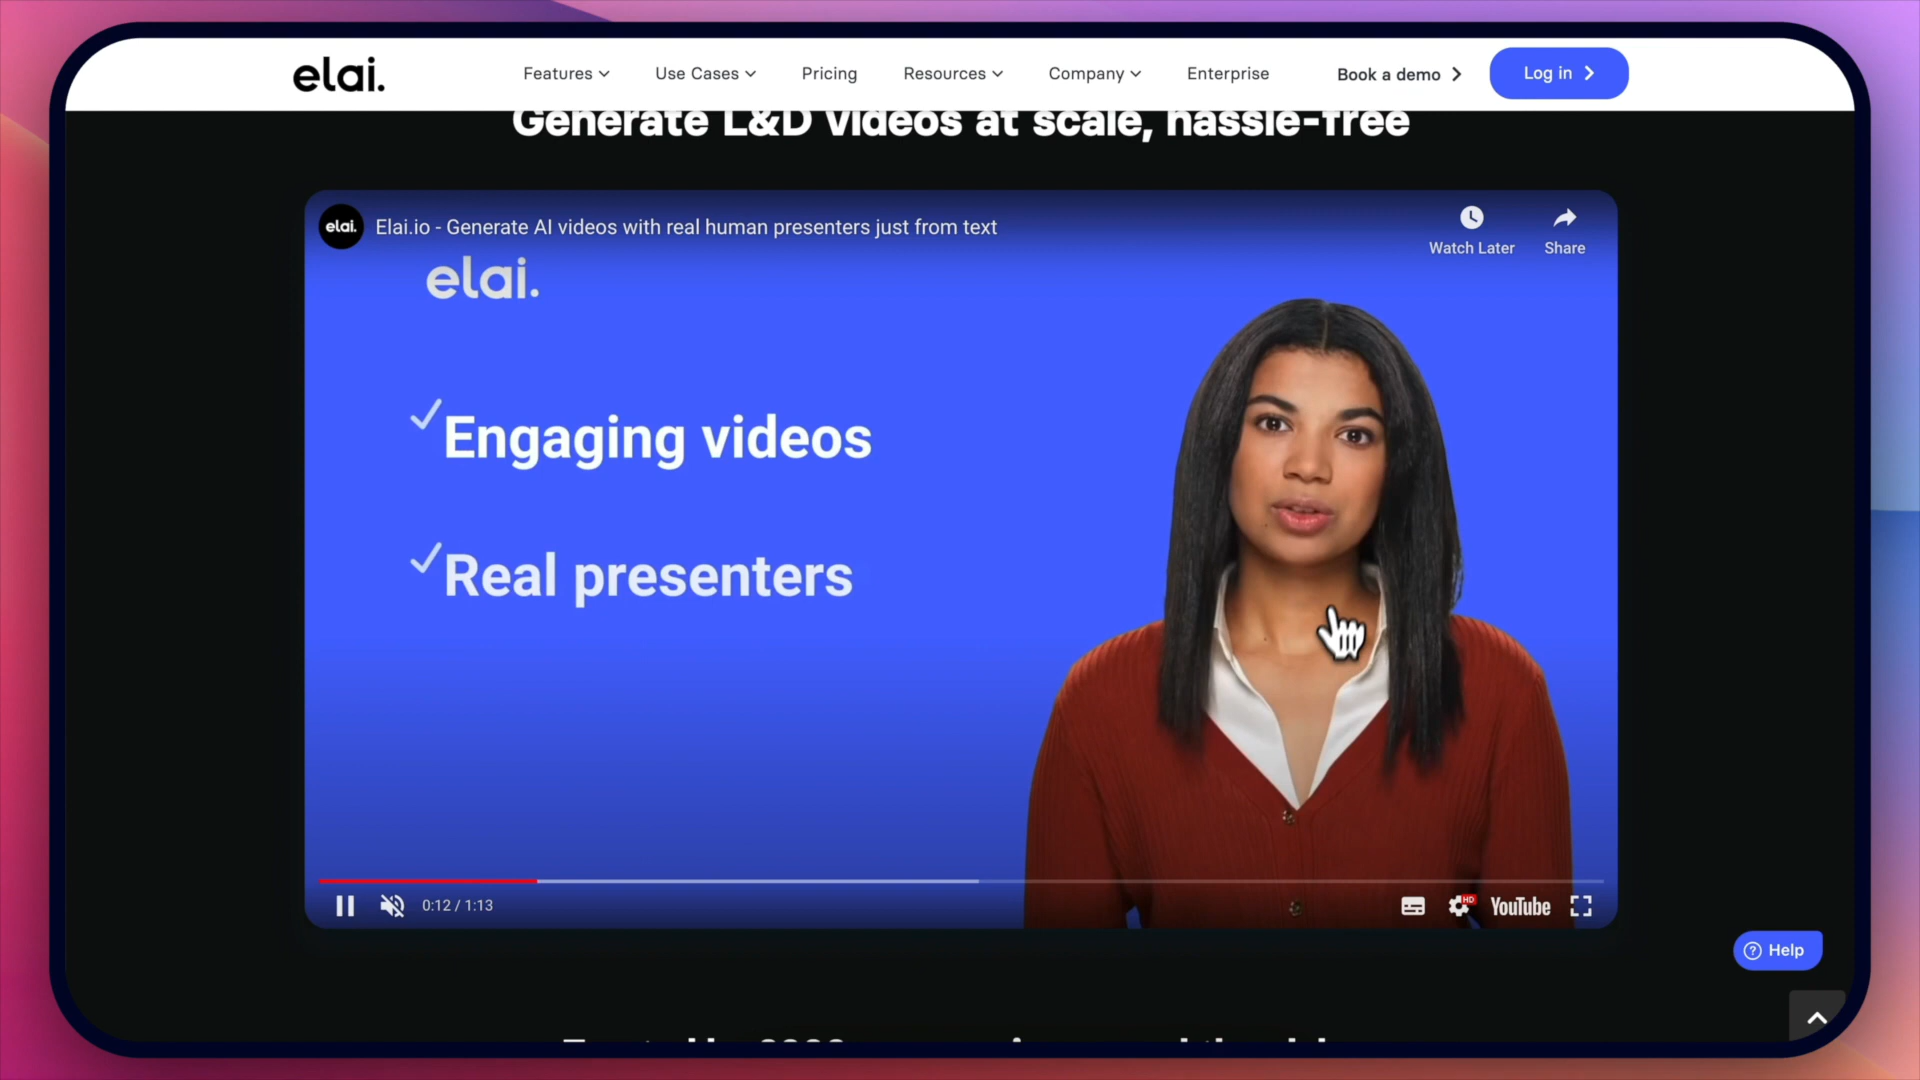 elai.
Features
Use Cases
Pricing
Resources
Company
Enterprise
Book a demo
Log in
Generate L&D videos at scale, hassle-free
elai.
Elai.io - Generate AI videos with real human presenters just from text
Watch Later
Share
elai.
Engaging videos
Real presenters
0:12 / 1:13
HD
YouTube
Help